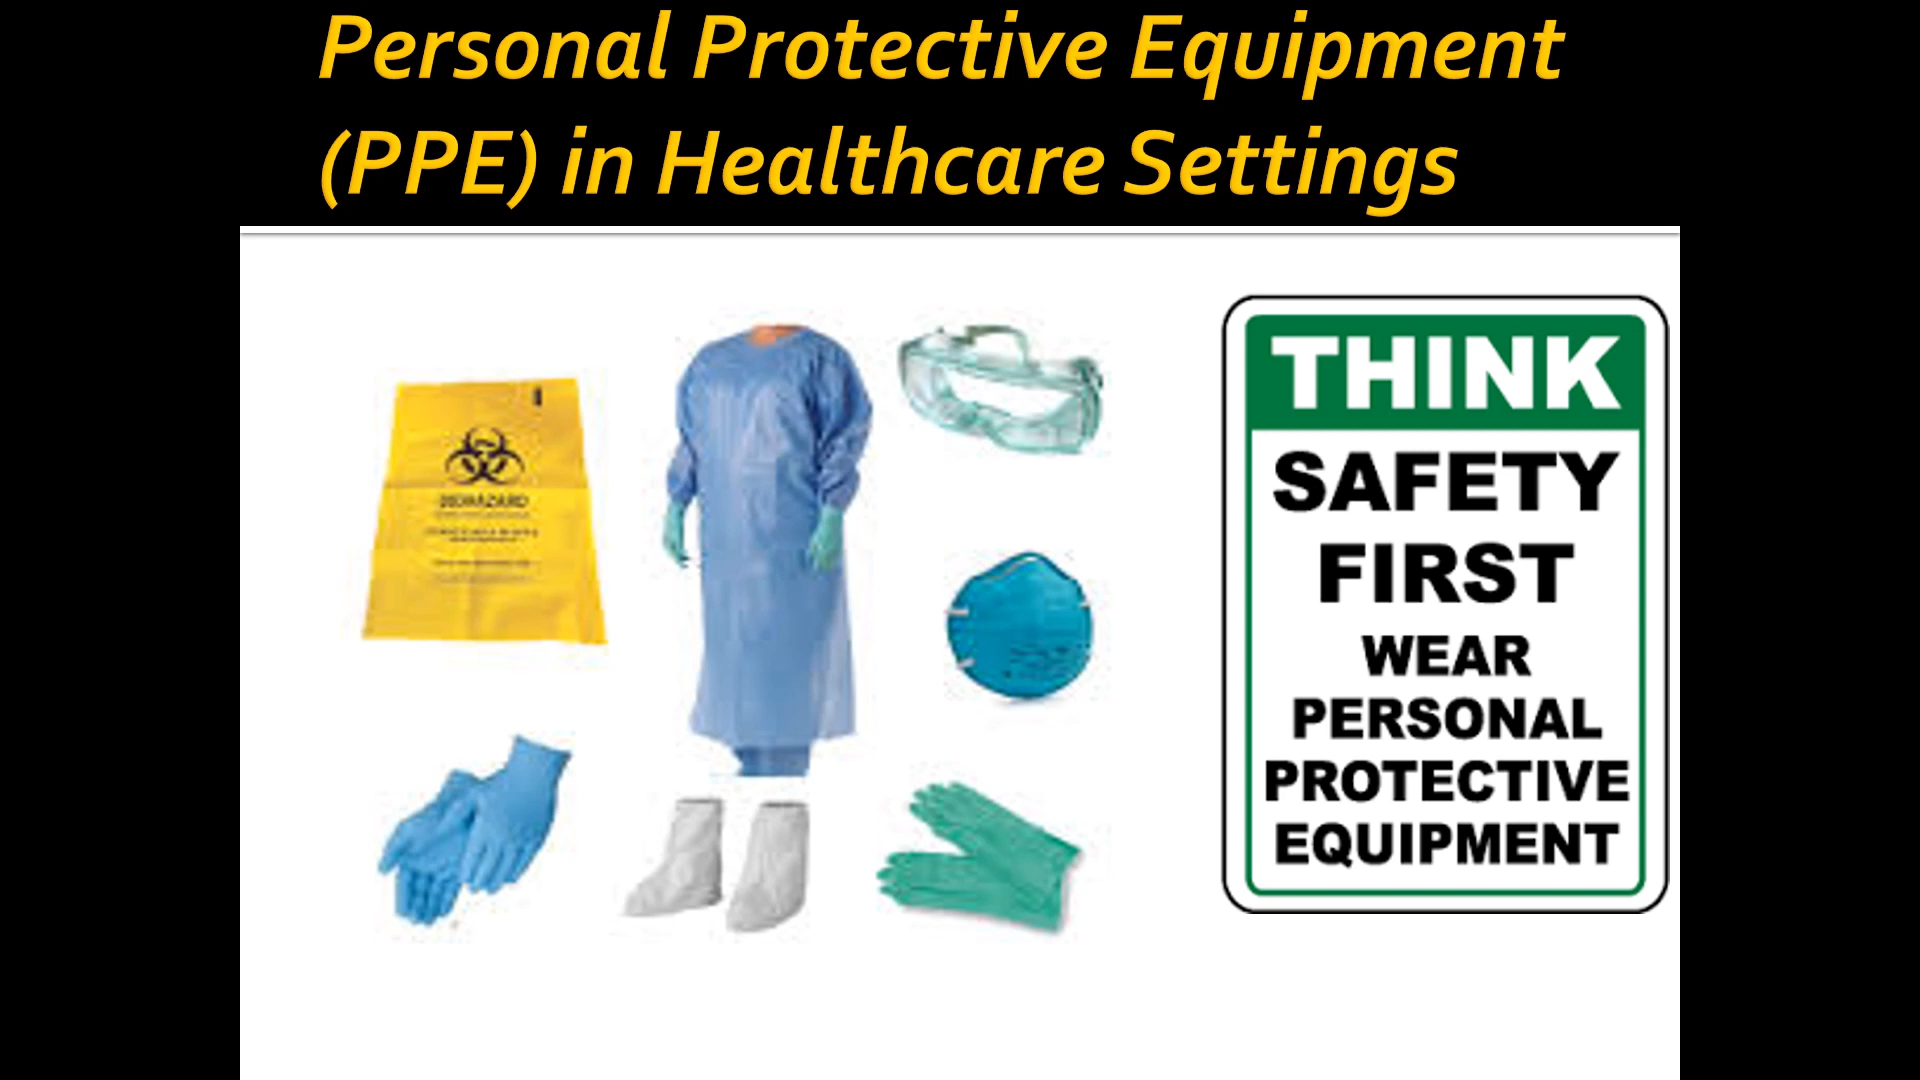 Personal Protective Equipment
(PPE) in Healthcare Settings
BIOHAZARD
THINK
SAFETY
FIRST
WEAR
PERSONAL
PROTECTIVE
EQUIPMENT